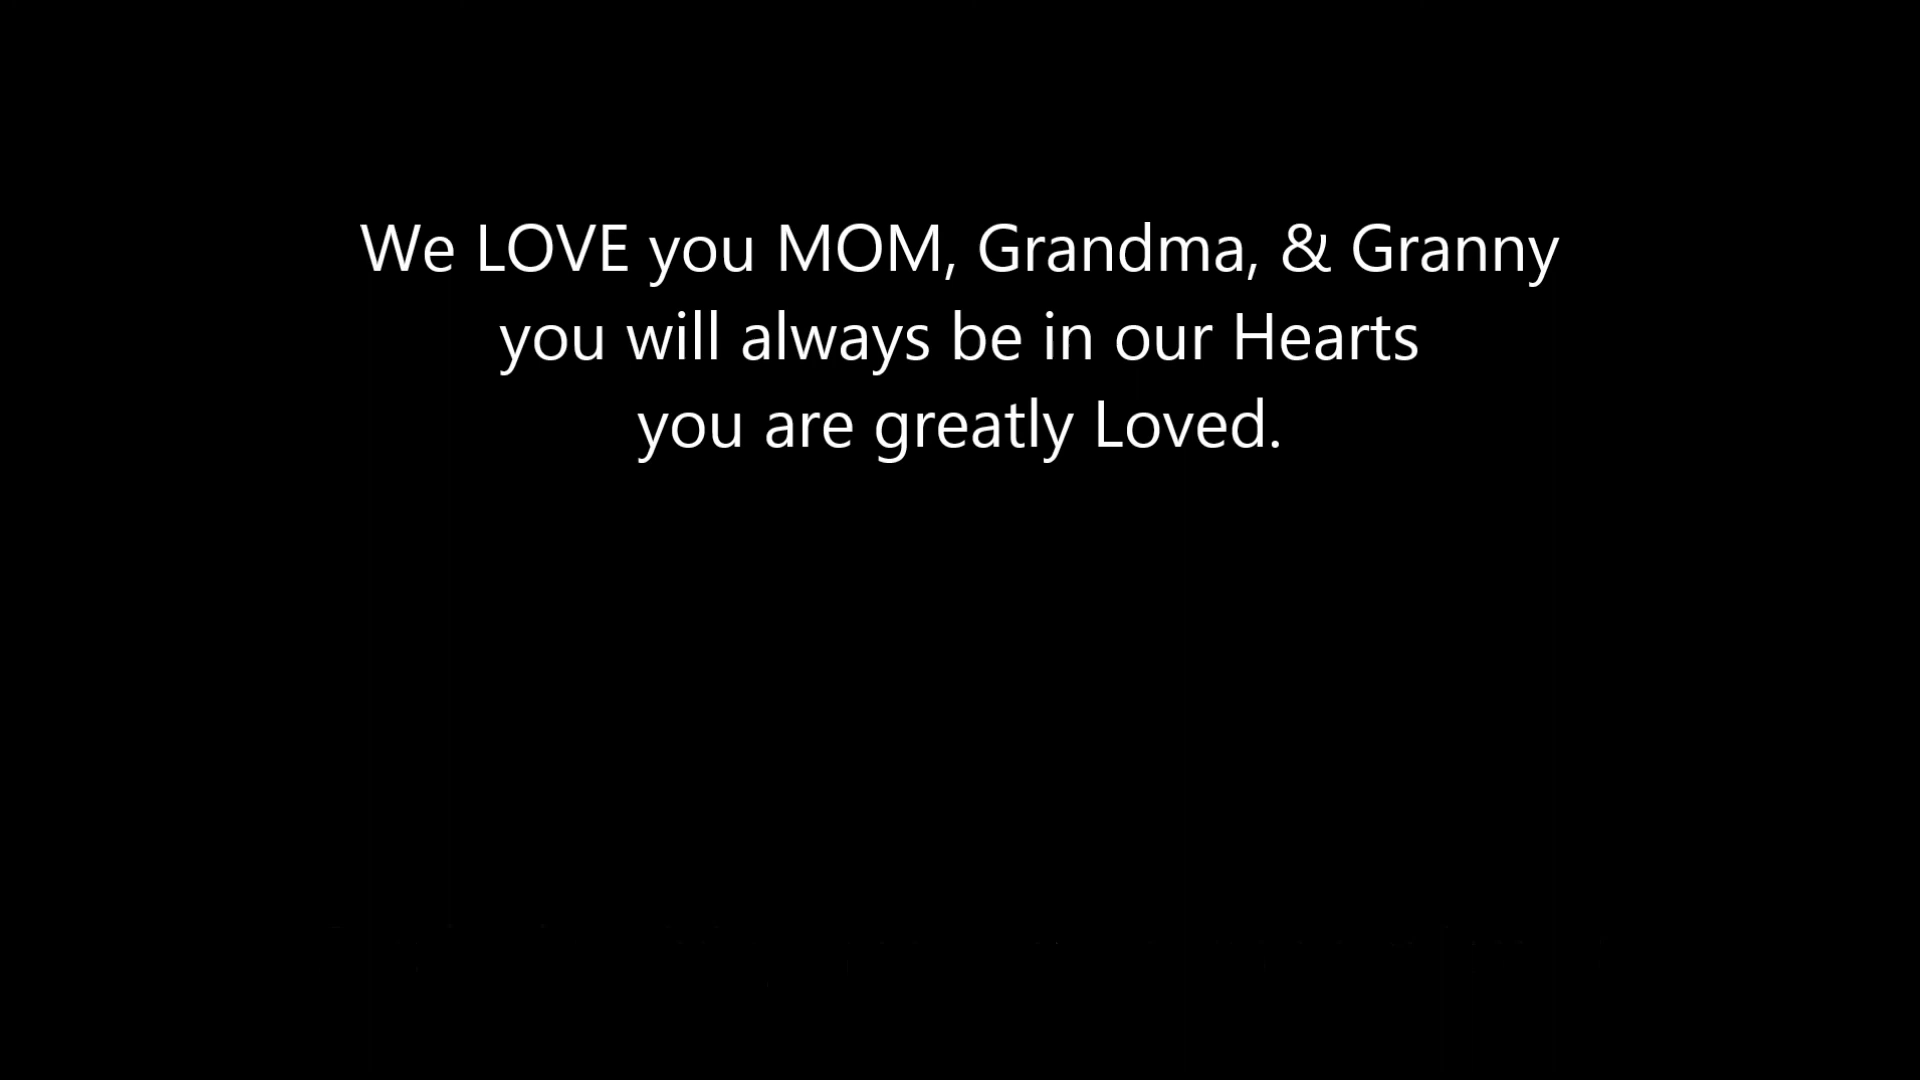 We LOVE you MOM, Grandma, & Granny
you will always be in our Hearts
you are greatly Loved.